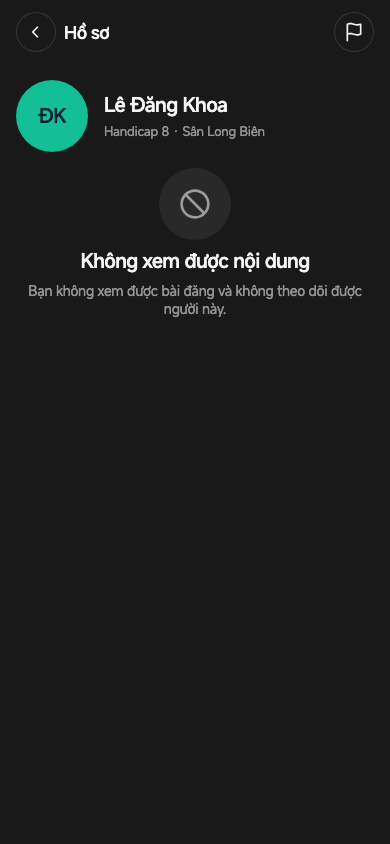 Hồ sơ
ĐK
Lê Đăng Khoa
Handicap 8 · Sân Long Biên
Không xem được nội dung
Bạn không xem được bài đăng và không theo dõi được
người này.